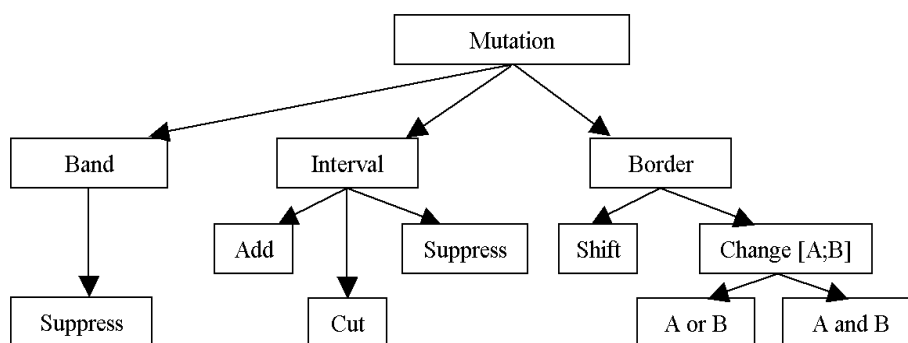 Mutation
Band
Interval
Border
Add
Suppress
Shift
Change [A;B]
Suppress
Cut
A or B
A and B